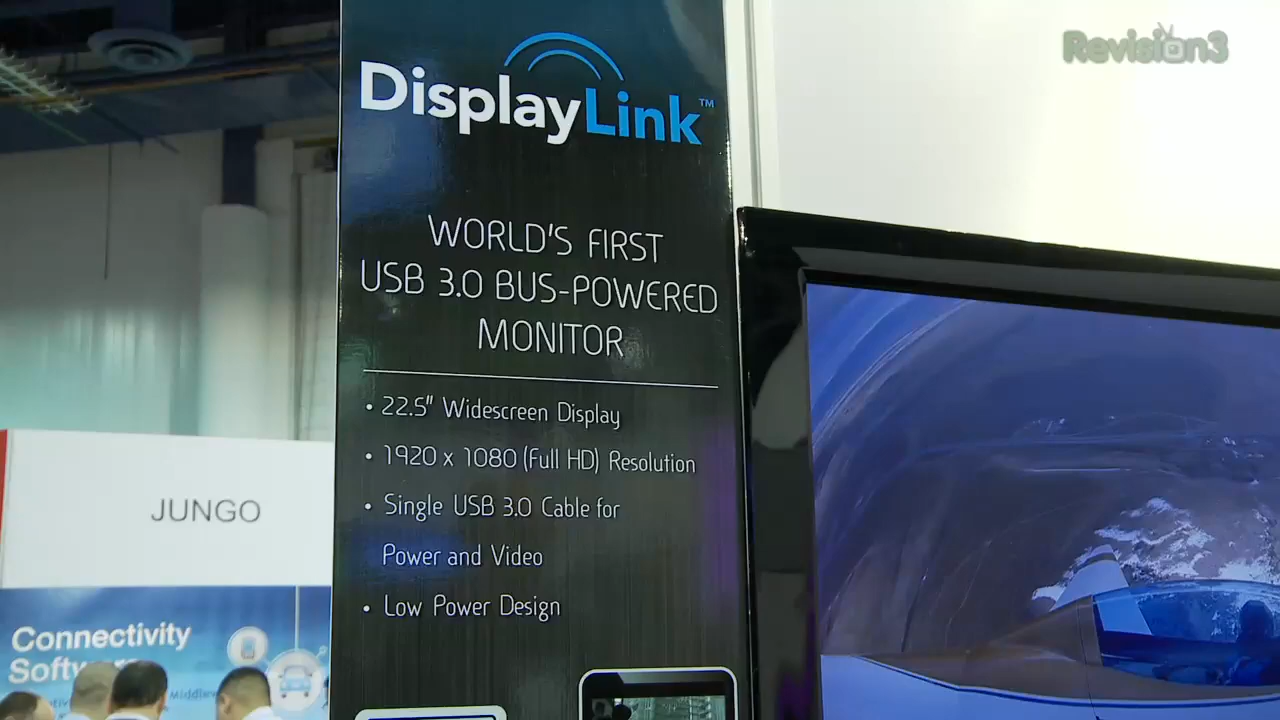 Revision3
DisplayLink™
WORLD'S FIRST
USB 3.0 BUS-POWERED
MONITOR
• 22.5" Widescreen Display
• 1920 x 1080 (Full HD) Resolution
• Single USB 3.0 Cable for
Power and Video
• Low Power Design
JUNGO
Connectivity